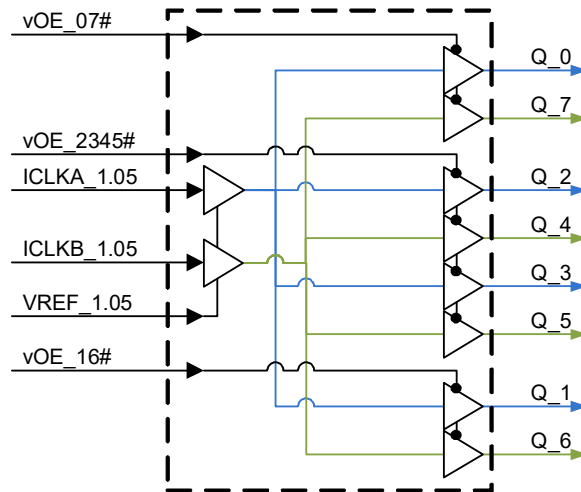 vOE_07#
Q_0
Q_7
vOE_2345#
ICLKA_1.05
Q_2
Q_4
ICLKB_1.05
Q_3
VREF_1.05
Q_5
vOE_16#
Q_1
Q_6